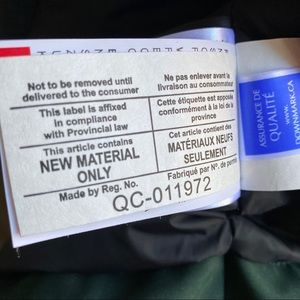 Not to be removed until
delivered to the consumer
This label is affixed
in compliance
with Provincial law
This article contains
NEW MATERIAL
ONLY
Made by Reg. No.
Ne pas enlever avant la
livraison au consommateur
Cette étiquette est apposée
conformément à la loi de la
province
Cet article contient des
MATÉRIAUX NEUFS
SEULEMENT
Fabriqué par Nº. de permis
QC-011972
ASSURANCE DE
QUALITÉ
www.
DOWNMARK.CA